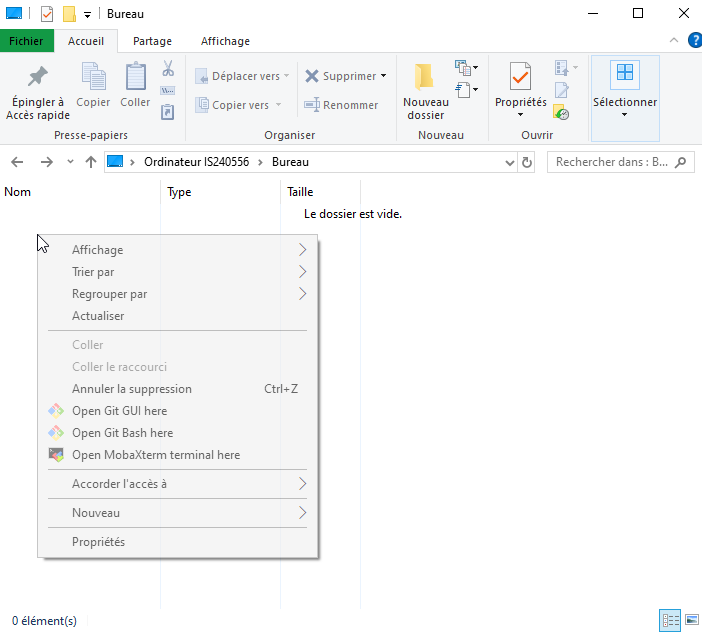 Bureau
Fichier
Accueil
Partage
Affichage
Épingler à
Accès rapide
Copier
Coller
Presse-papiers
Déplacer vers
Copier vers
Supprimer
Renommer
Organiser
Nouveau
dossier
Nouveau
Propriétés
Ouvrir
Sélectionner
Ordinateur IS240556 > Bureau
Rechercher dans : B...
Nom
Type
Taille
Le dossier est vide.
Affichage
Trier par
Regrouper par
Actualiser
Coller
Coller le raccourci
Annuler la suppression Ctrl+Z
Open Git GUI here
Open Git Bash here
Open MobaXterm terminal here
Accorder l'accès à
Nouveau
Propriétés
0 élément(s)